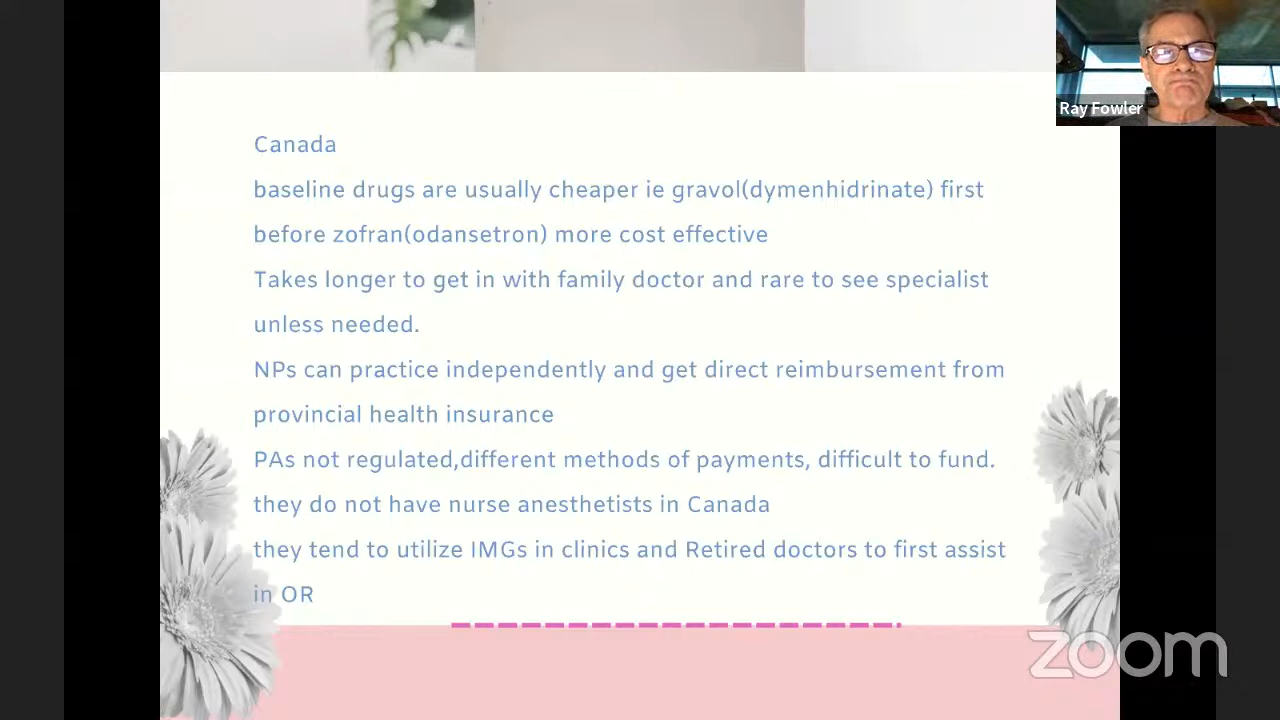 Ray Fowler
Canada
baseline drugs are usually cheaper ie gravol(dymenhidrinate) first
before zofran(odansetron) more cost effective
Takes longer to get in with family doctor and rare to see specialist
unless needed.
NPs can practice independently and get direct reimbursement from
provincial health insurance
PAs not regulated,different methods of payments, difficult to fund.
they do not have nurse anesthetists in Canada
they tend to utilize IMGs in clinics and Retired doctors to first assist
in OR
zoom